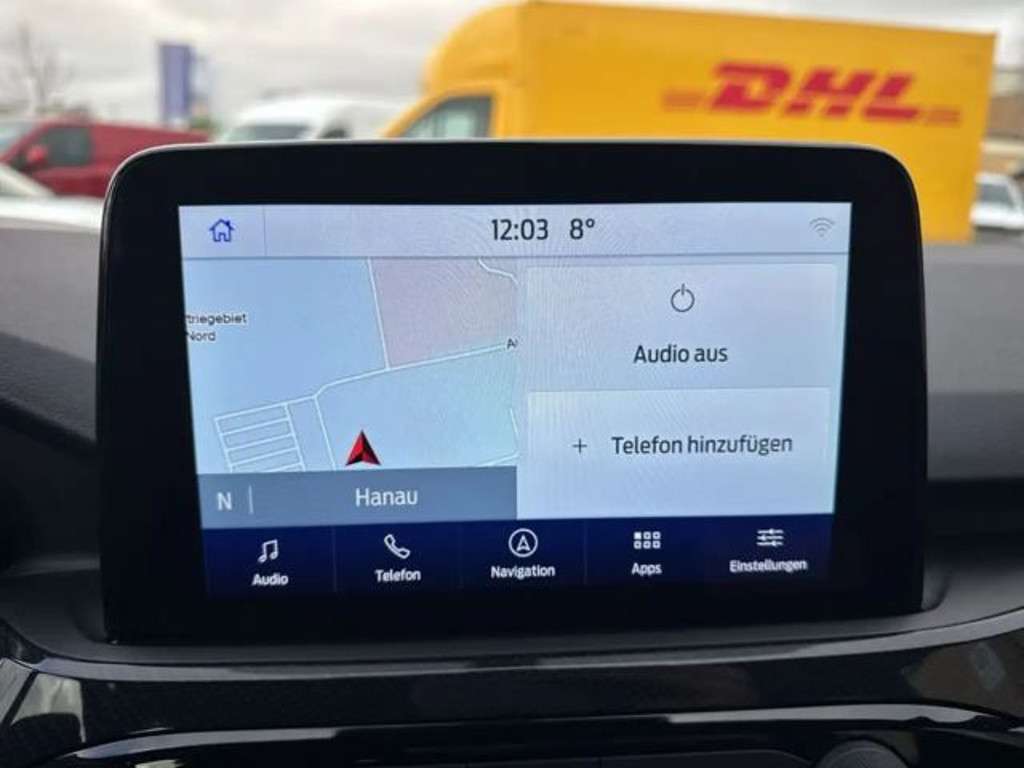 DHL
12:03 8°
triegebiet
Nord
A
Audio aus
+ Telefon hinzufügen
N
Hanau
Audio
Telefon
Navigation
Apps
Einstellungen